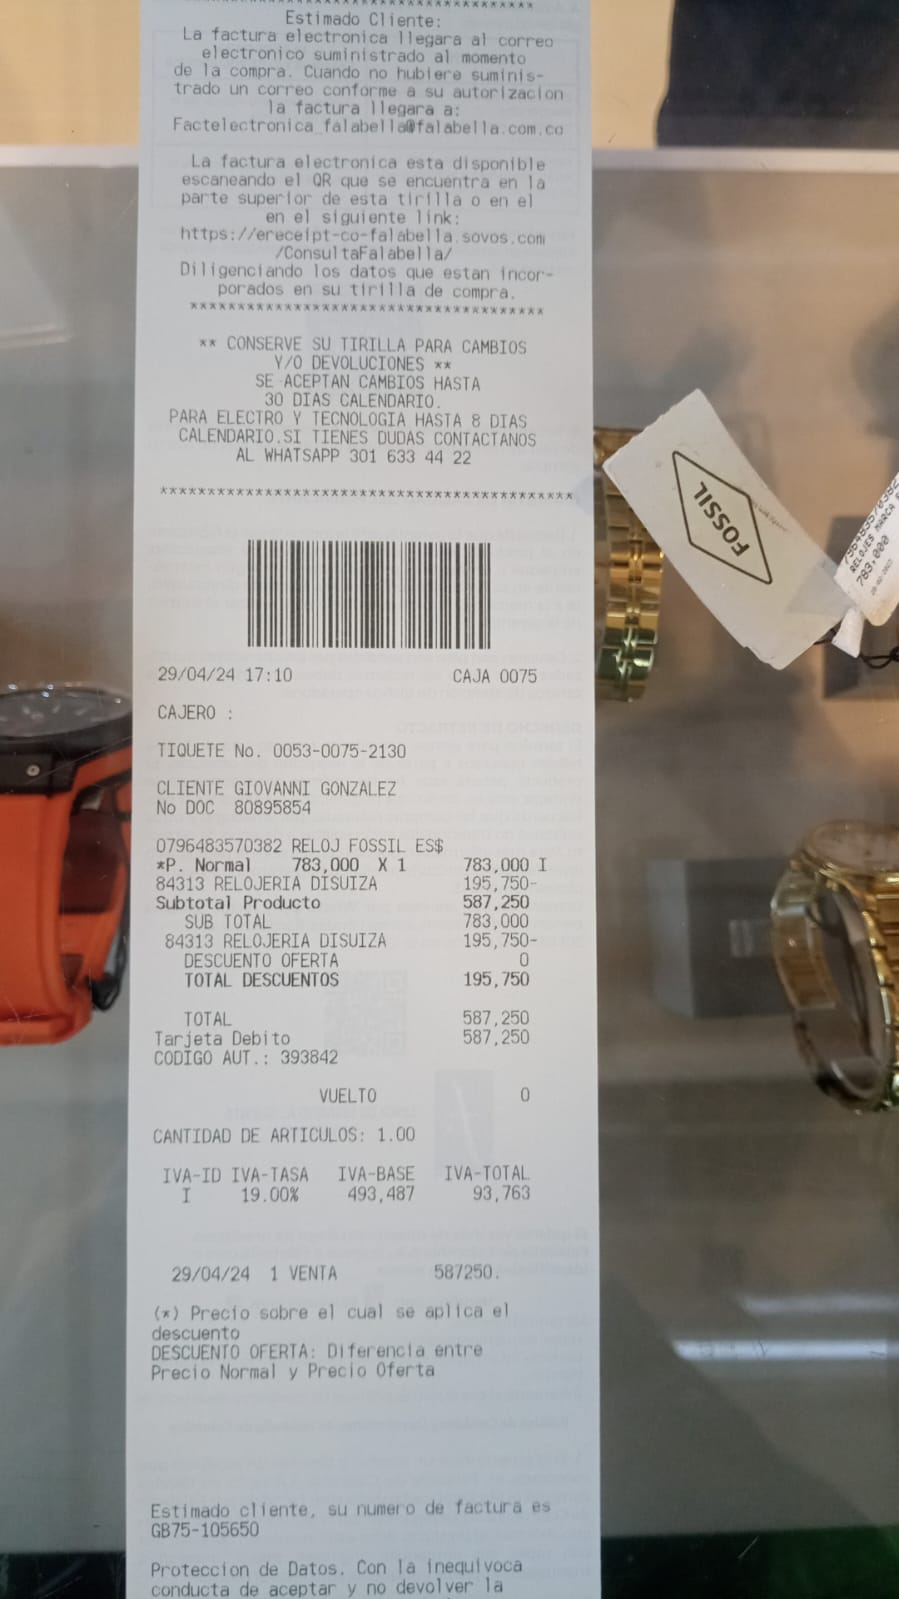 ***********************************
Estimado Cliente:
La factura electronica llegara al correo
electronico suministrado al momento
de la compra. Cuando no hubiere suminis-
trado un correo conforme a su autorizacion
la factura llegara a:
Factelectronica_falabella@falabella.com.co
La factura electronica esta disponible
escaneando el QR que se encuentra en la
parte superior de esta tirilla o en el
en el siguiente link:
https://ereceipt-co-falabella.sovos.com
/ConsultaFalabella/
Diligenciando los datos que estan incor-
porados en su tirilla de compra.
*************************************
** CONSERVE SU TIRILLA PARA CAMBIOS
Y/O DEVOLUCIONES **
SE ACEPTAN CAMBIOS HASTA
30 DIAS CALENDARIO.
PARA ELECTRO Y TECNOLOGIA HASTA 8 DIAS
CALENDARIO.SI TIENES DUDAS CONTACTANOS
AL WHATSAPP 301 633 44 22
*******************************************
29/04/24 17:10 CAJA 0075
CAJERO :
TIQUETE No. 0053-0075-2130
CLIENTE GIOVANNI GONZALEZ
No DOC 80895854
0796483570382 RELOJ FOSSIL ES$
*P. Normal 783,000 X 1 783,000 I
84313 RELOJERIA DISUIZA 195,750-
Subtotal Producto 587,250
SUB TOTAL 783,000
84313 RELOJERIA DISUIZA 195,750-
DESCUENTO OFERTA 0
TOTAL DESCUENTOS 195,750
TOTAL 587,250
Tarjeta Debito 587,250
CODIGO AUT.: 393842
VUELTO 0
CANTIDAD DE ARTICULOS: 1.00
IVA-ID IVA-TASA IVA-BASE IVA-TOTAL
I 19.00% 493,487 93,763
29/04/24 1 VENTA 587250.
(*) Precio sobre el cual se aplica el
descuento
DESCUENTO OFERTA: Diferencia entre
Precio Normal y Precio Oferta
Estimado cliente, su numero de factura es
GB75-105650
Proteccion de Datos. Con la inequivoca
conducta de aceptar y no devolver la
FOSSIL
RELOJES MARCA
783,000